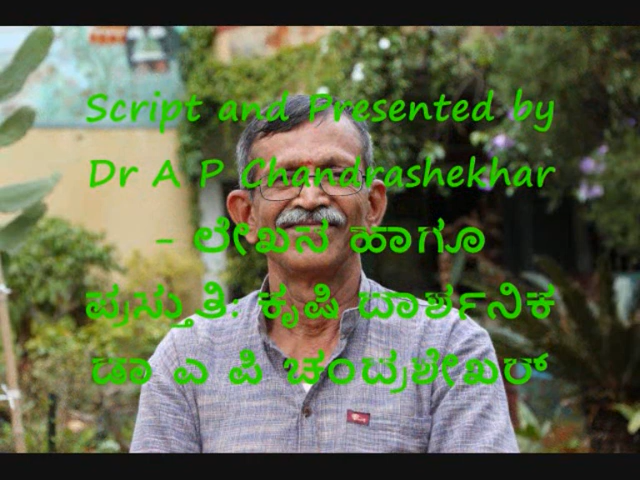 Script and Presented by
Dr A P Chandrashekhar
- ಲೇಖನ ಹಾಗೂ
ಪ್ರಸ್ತುತಿ: ಕೃಷಿ ದಾರ್ಶನಿಕ
ಡಾ ಎ ಪಿ ಚಂದ್ರಶೇಖರ್